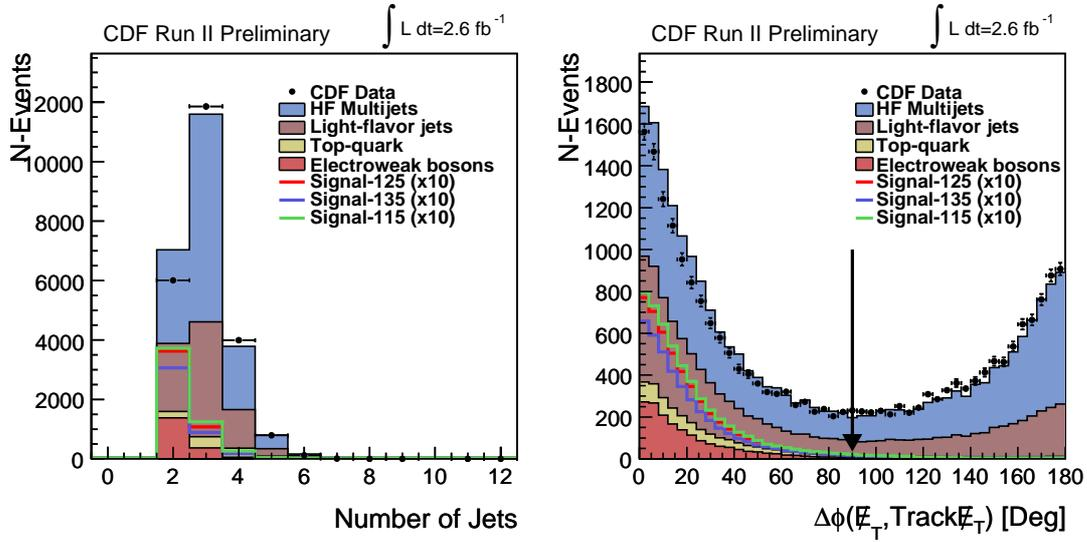 CDF Run II Preliminary
∫ L dt=2.6 fb -1
N-Events
12000
10000
8000
6000
4000
2000
0
CDF Data
HF Multijets
Light-flavor jets
Top-quark
Electroweak bosons
Signal-125 (x10)
Signal-135 (x10)
Signal-115 (x10)
0 2 4 6 8 10 12
Number of Jets
CDF Run II Preliminary
∫ L dt=2.6 fb -1
N-Events
1800
1600
1400
1200
1000
800
600
400
200
0
CDF Data
HF Multijets
Light-flavor jets
Top-quark
Electroweak bosons
Signal-125 (x10)
Signal-135 (x10)
Signal-115 (x10)
0 20 40 60 80 100 120 140 160 180
Δϕ(E̸T,TrackE̸T) [Deg]